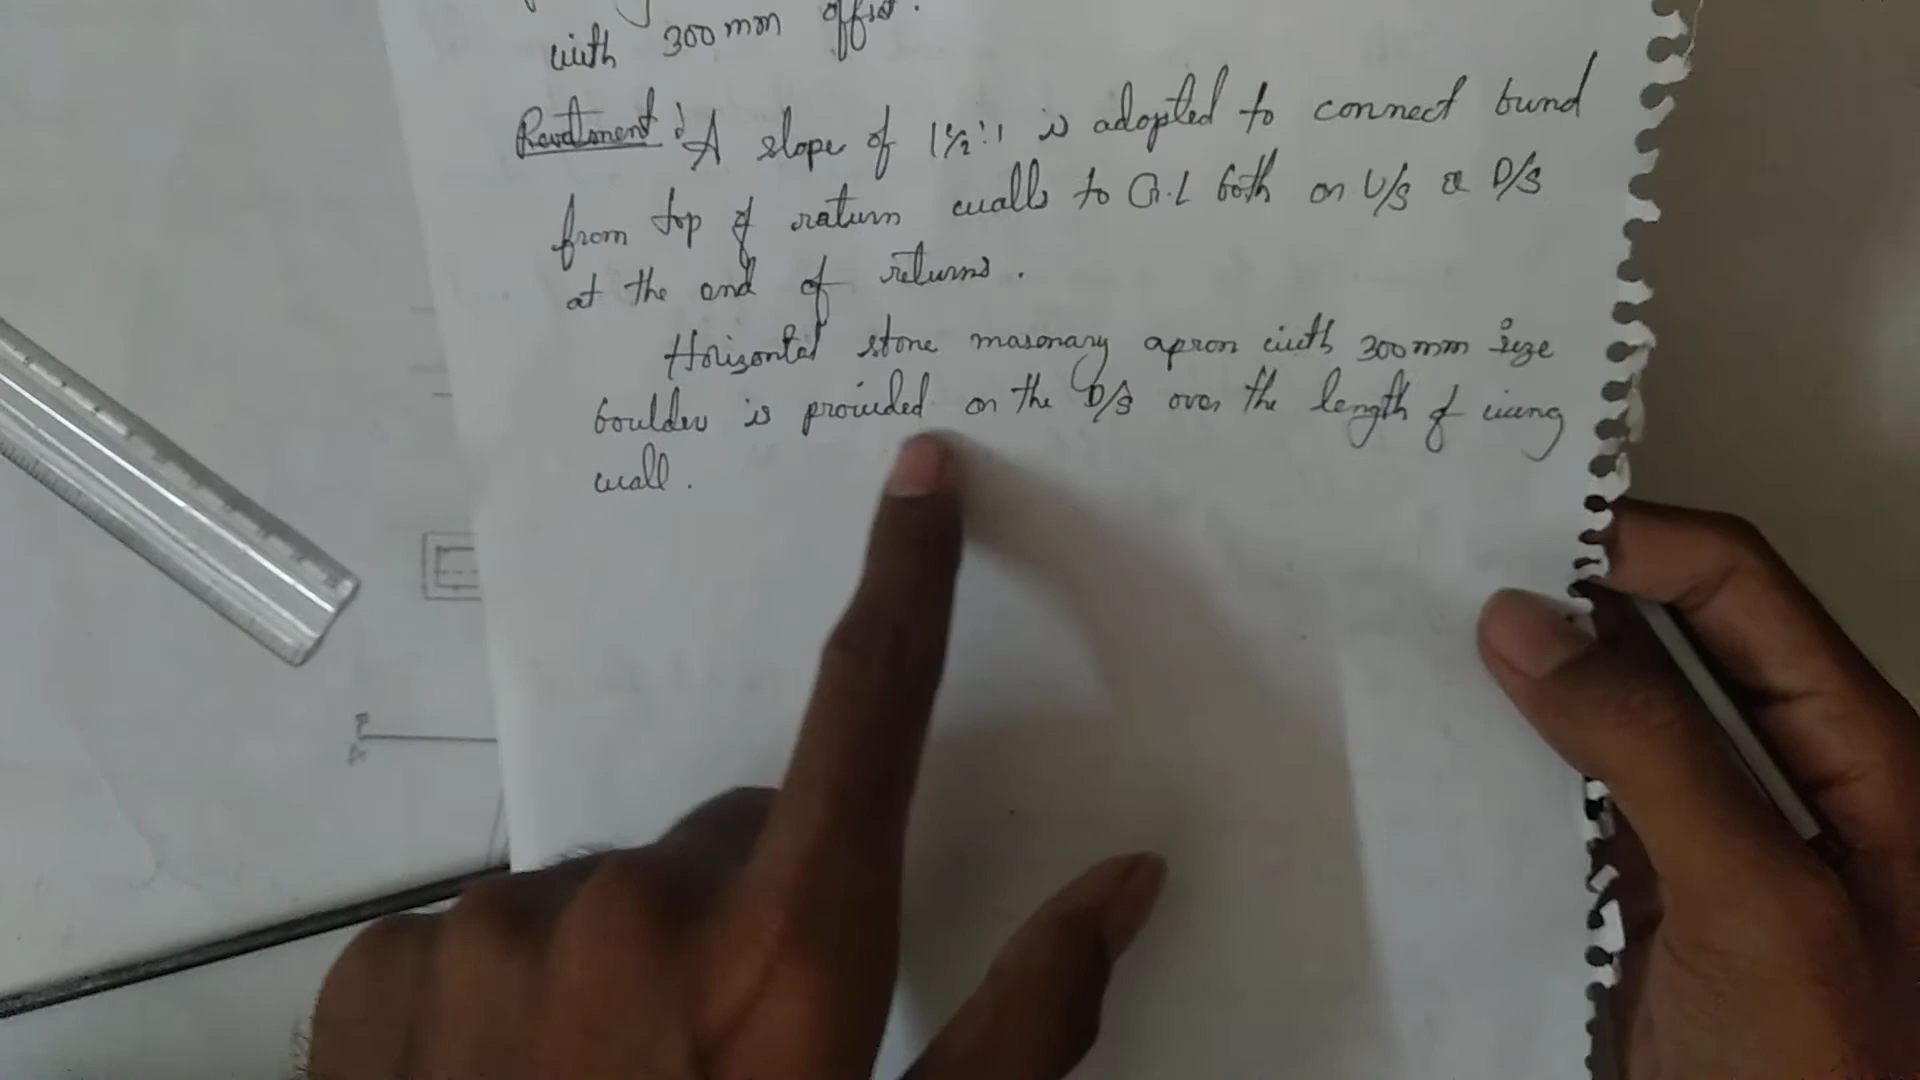 with 300mm offset.
Revetment : A slope of 1½:1 is adopted to connect bund
from top of return walls to G.L both on U/S & D/S
at the end of returns.
Horizontal stone masonary apron with 300mm size
boulder is provided on the D/S over the length of wing
wall.